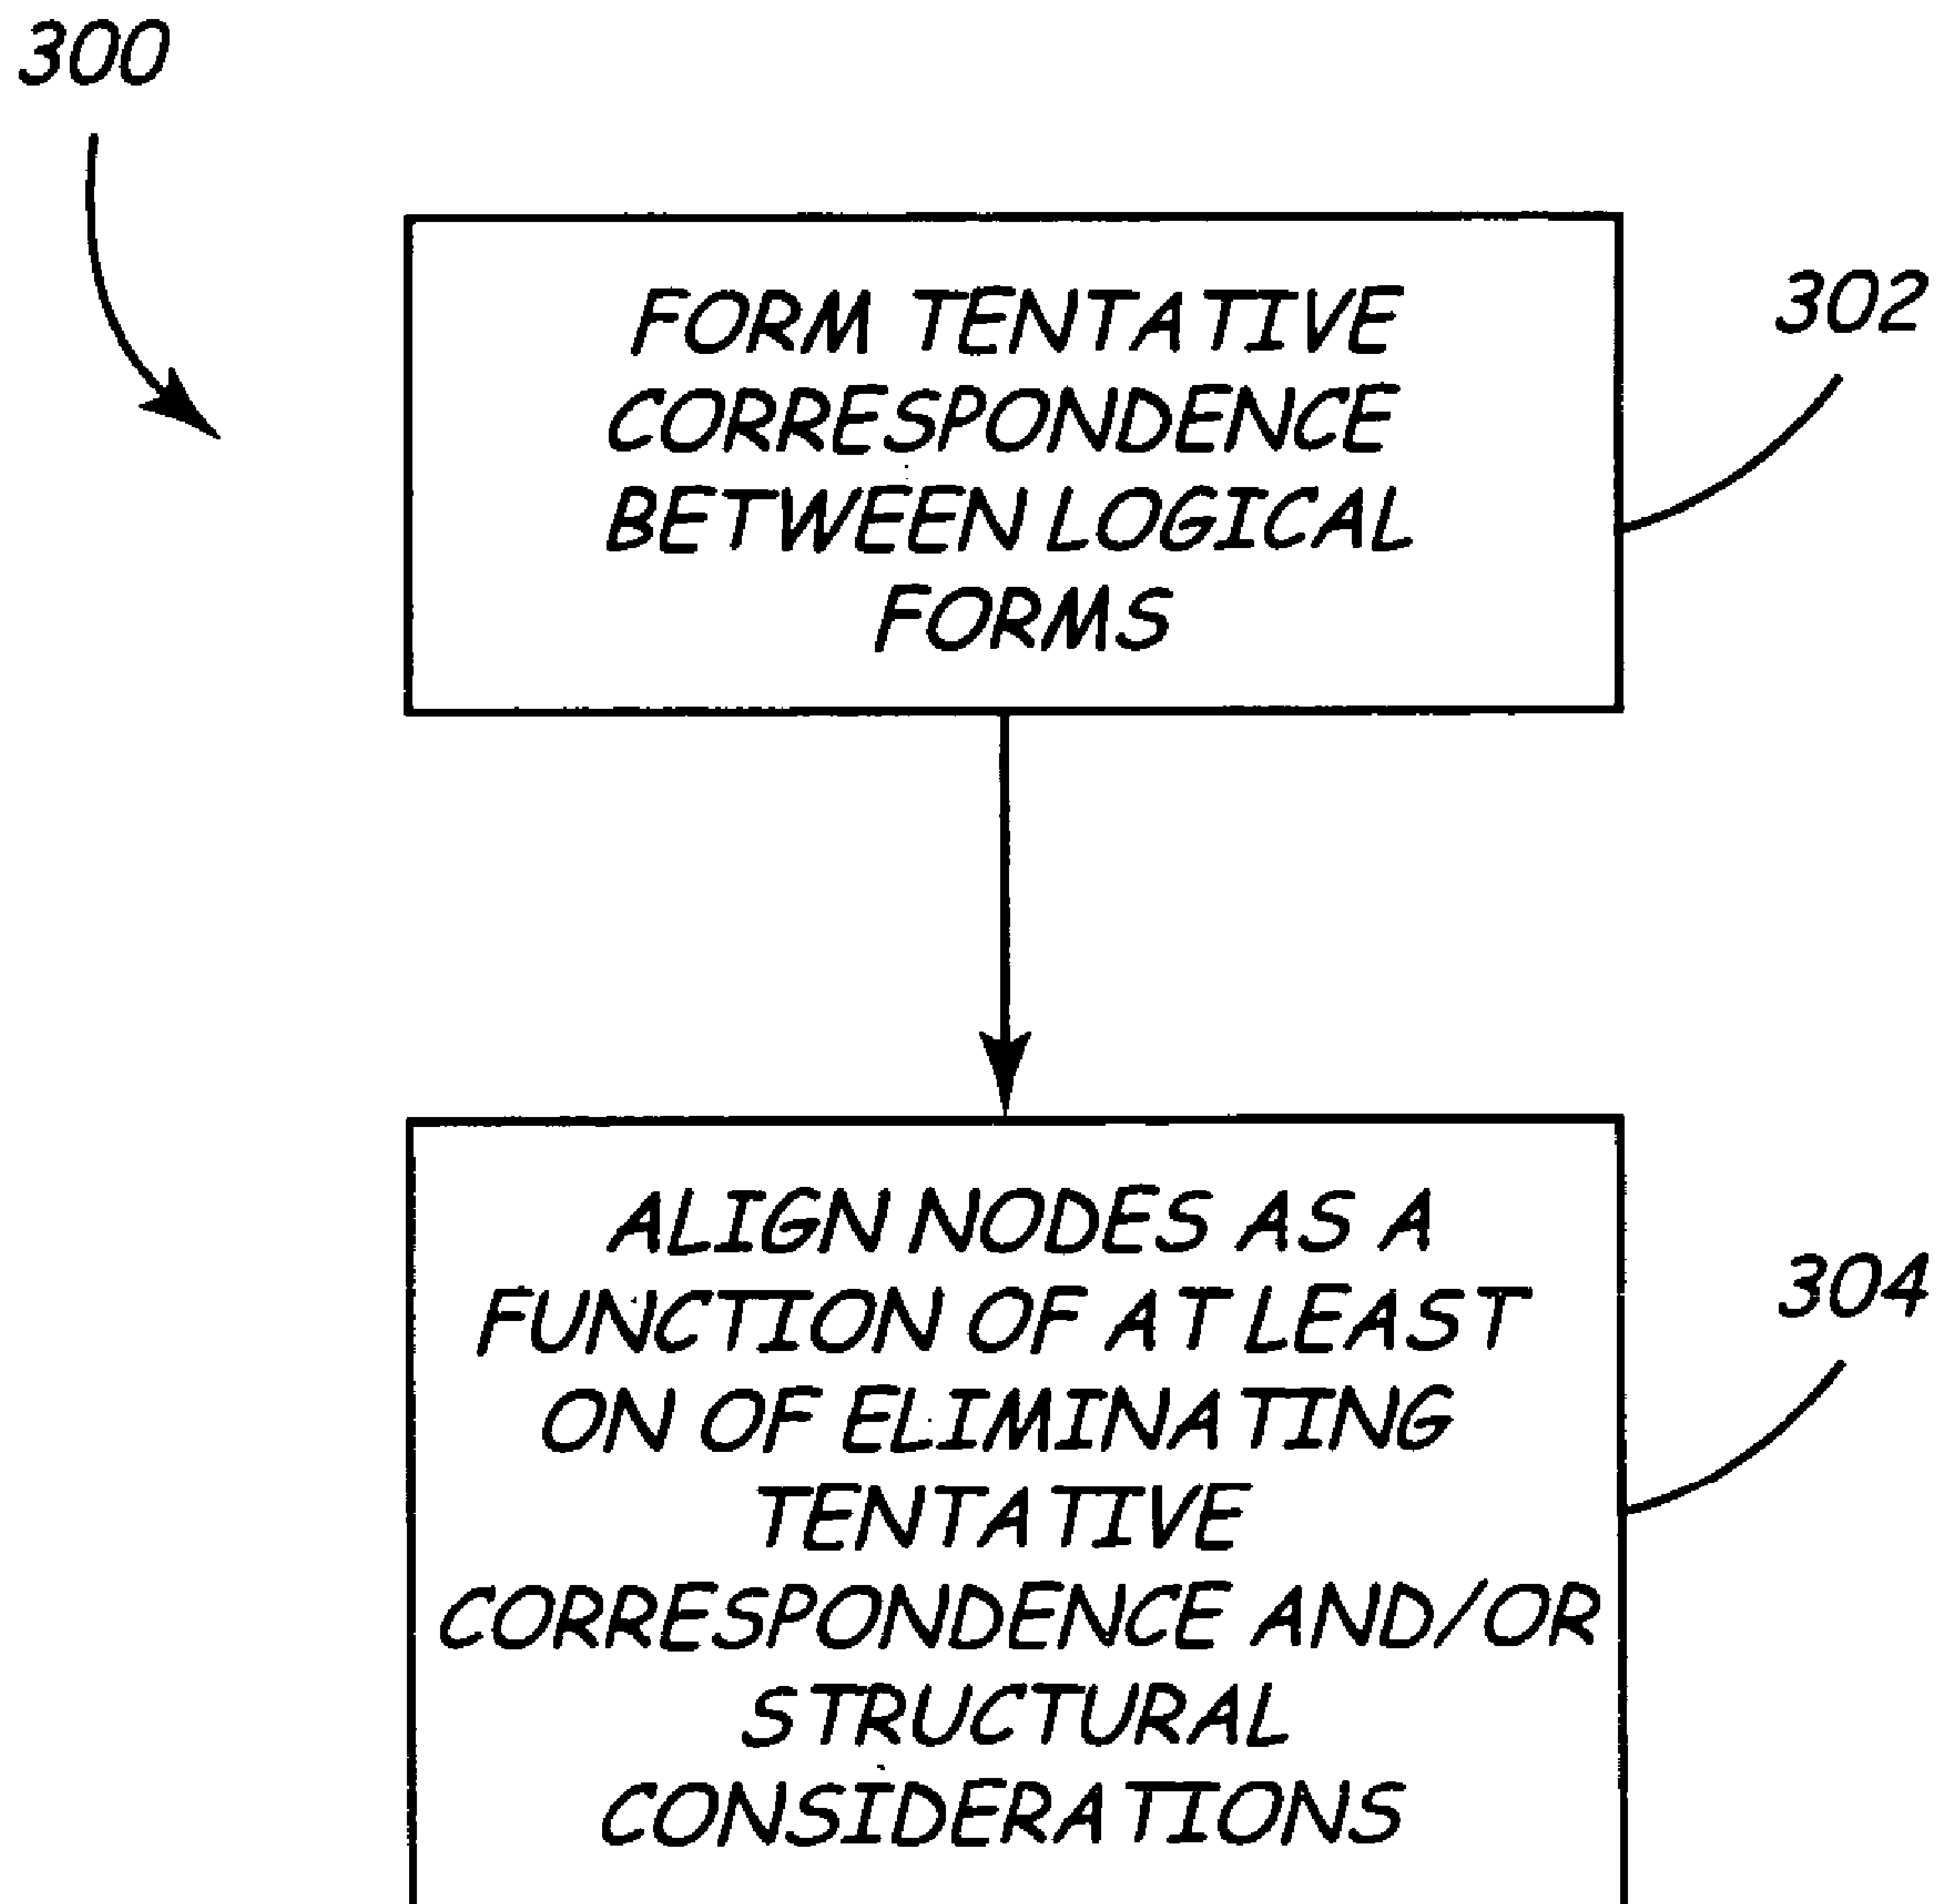 300
FORM TENTATIVE
CORRESPONDENCE
BETWEEN LOGICAL
FORMS
302
ALIGN NODES AS A
FUNCTION OF AT LEAST
ON OF ELIMINATING
TENTATIVE
CORRESPONDENCE AND/OR
STRUCTURAL
CONSIDERATIONS
304